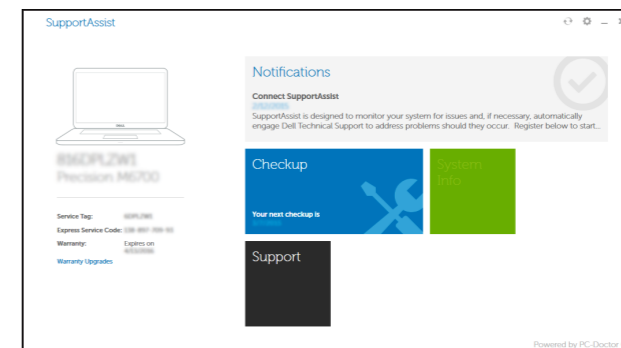 SupportAssist
Notifications
Connect SupportAssist
SupportAssist is designed to monitor your system for issues and, if necessary, automatically
engage Dell Technical Support to address problems should they occur. Register below to start...
Precision M6700
Checkup
System
Info
Your next checkup is
Service Tag:
Express Service Code:
Warranty: Expires on
Warranty Upgrades
Support
Powered by PC-Doctor